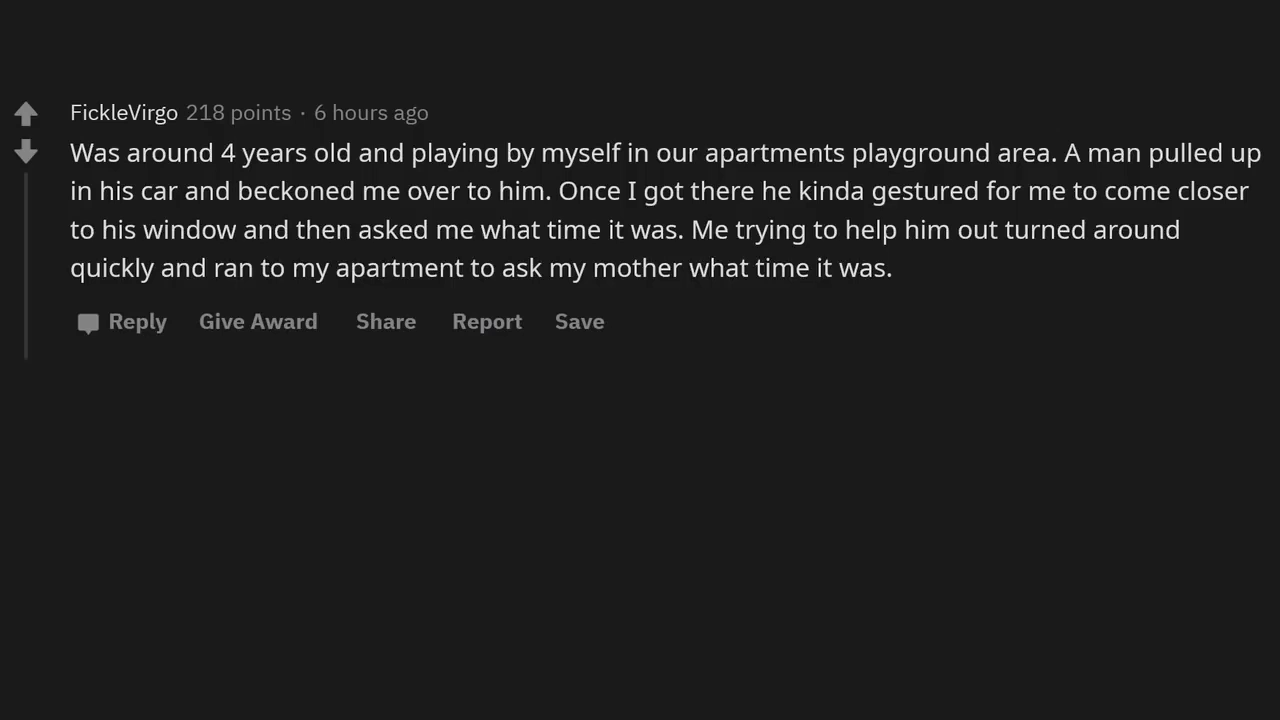 FickleVirgo 218 points · 6 hours ago
Was around 4 years old and playing by myself in our apartments playground area. A man pulled up
in his car and beckoned me over to him. Once I got there he kinda gestured for me to come closer
to his window and then asked me what time it was. Me trying to help him out turned around
quickly and ran to my apartment to ask my mother what time it was.
Reply Give Award Share Report Save